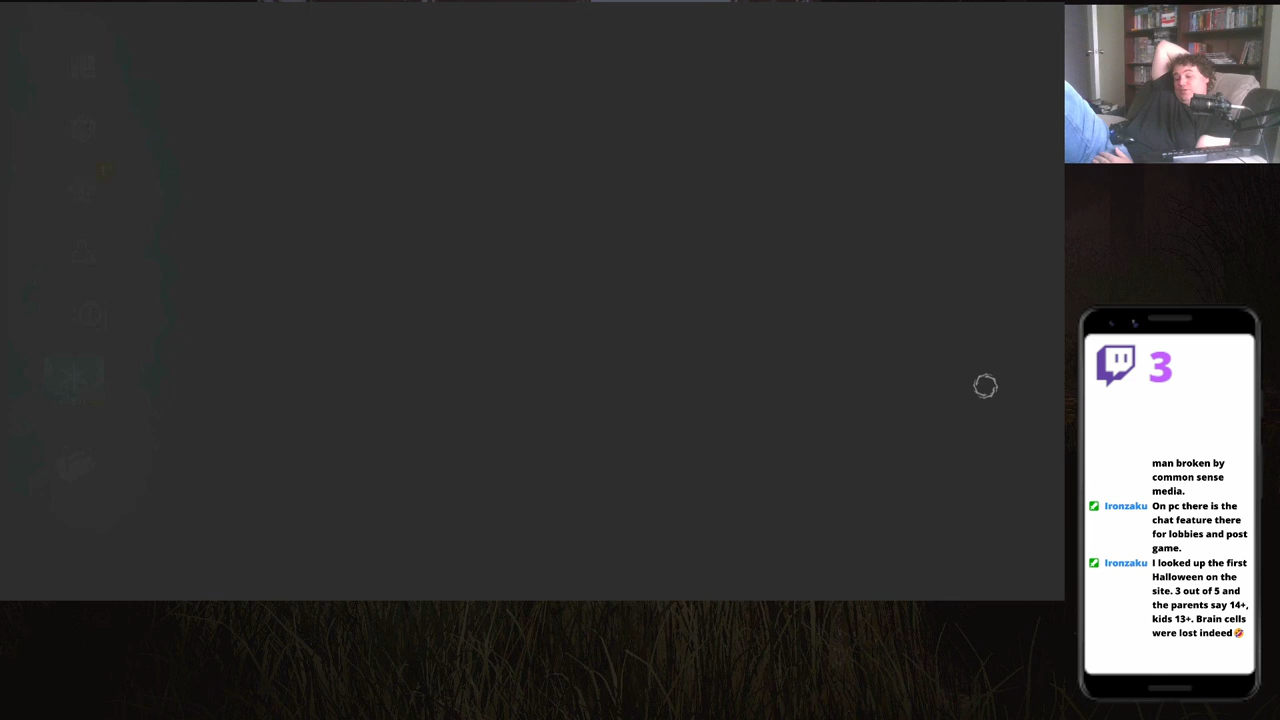 3
man broken by
common sense
media.
Ironzaku On pc there is the
chat feature there
for lobbies and post
game.
Ironzaku I looked up the first
Halloween on the
site. 3 out of 5 and
the parents say 14+,
kids 13+. Brain cells
were lost indeed🤣